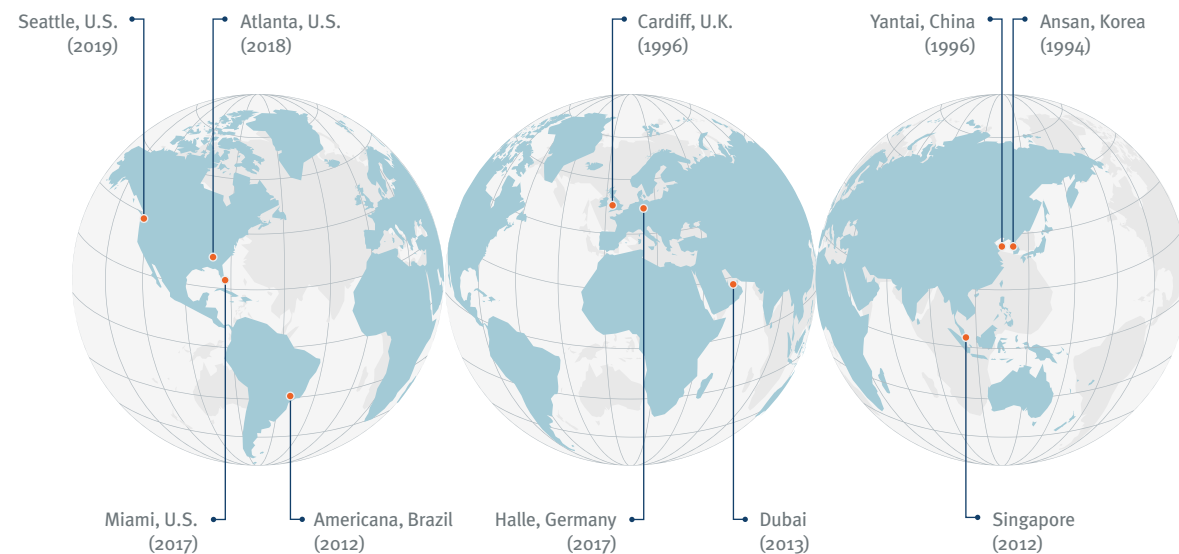 Seattle, U.S.
(2019)
Atlanta, U.S.
(2018)
Cardiff, U.K.
(1996)
Yantai, China
(1996)
Ansan, Korea
(1994)
Miami, U.S.
(2017)
Americana, Brazil
(2012)
Halle, Germany
(2017)
Dubai
(2013)
Singapore
(2012)